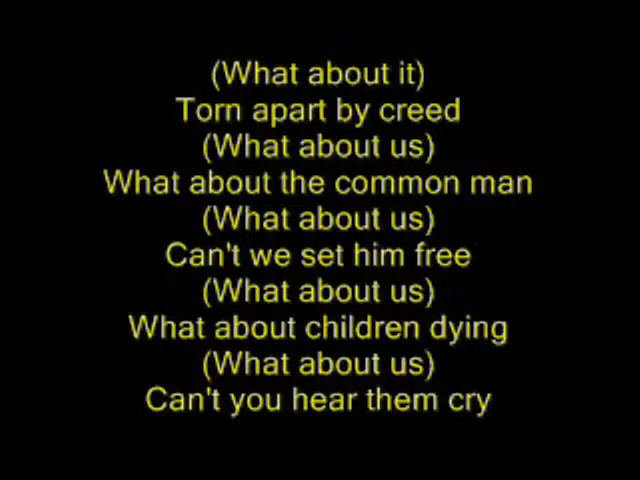 (What about it)
Torn apart by creed
(What about us)
What about the common man
(What about us)
Can't we set him free
(What about us)
What about children dying
(What about us)
Can't you hear them cry